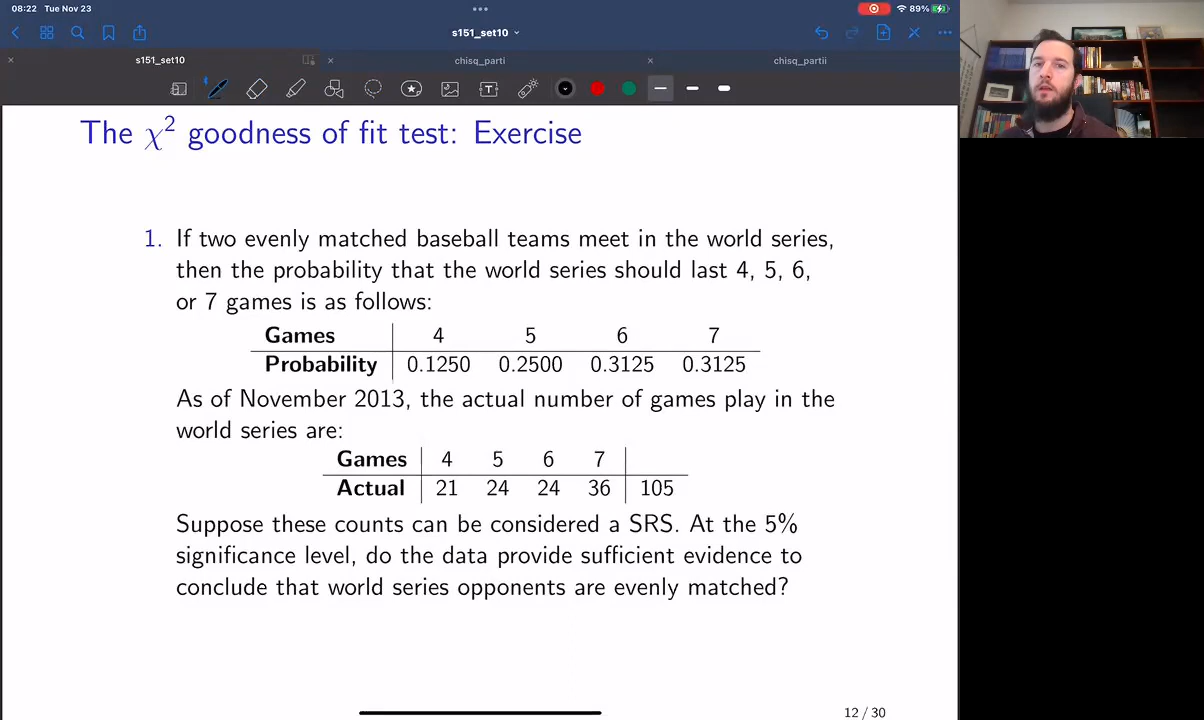 08:22 Tue Nov 23
89%
s151_set10
s151_set10
chisq_parti
chisq_partii
T
The χ² goodness of fit test: Exercise
1. If two evenly matched baseball teams meet in the world series,
then the probability that the world series should last 4, 5, 6,
or 7 games is as follows:
Games 4 5 6 7
Probability 0.1250 0.2500 0.3125 0.3125
As of November 2013, the actual number of games play in the
world series are:
Games 4 5 6 7
Actual 21 24 24 36 105
Suppose these counts can be considered a SRS. At the 5%
significance level, do the data provide sufficient evidence to
conclude that world series opponents are evenly matched?
12 / 30